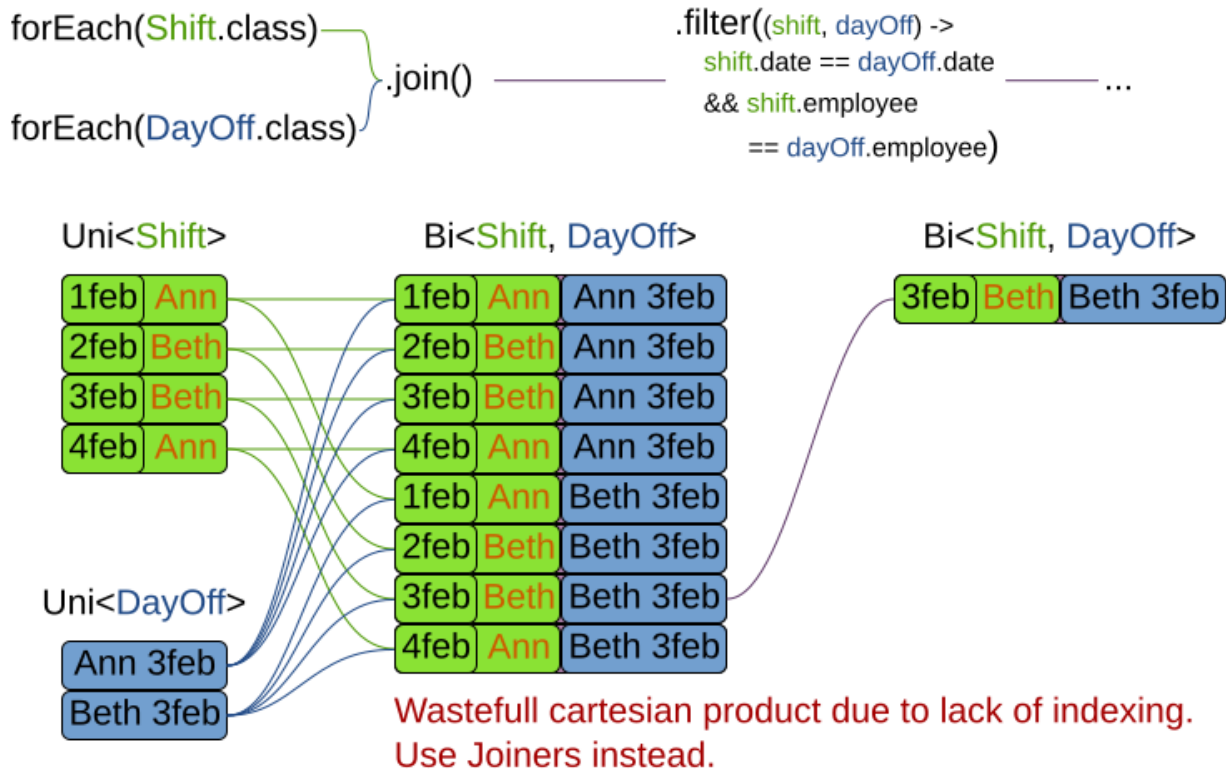 forEach(Shift.class)
forEach(DayOff.class)
.join()
.filter((shift, dayOff) ->
shift.date == dayOff.date
&& shift.employee
== dayOff.employee)
...
Uni<Shift>
1feb Ann
2feb Beth
3feb Beth
4feb Ann
Uni<DayOff>
Ann 3feb
Beth 3feb
Bi<Shift, DayOff>
1feb Ann Ann 3feb
2feb Beth Ann 3feb
3feb Beth Ann 3feb
4feb Ann Ann 3feb
1feb Ann Beth 3feb
2feb Beth Beth 3feb
3feb Beth Beth 3feb
4feb Ann Beth 3feb
Wastefull cartesian product due to lack of indexing.
Use Joiners instead.
Bi<Shift, DayOff>
3feb Beth Beth 3feb